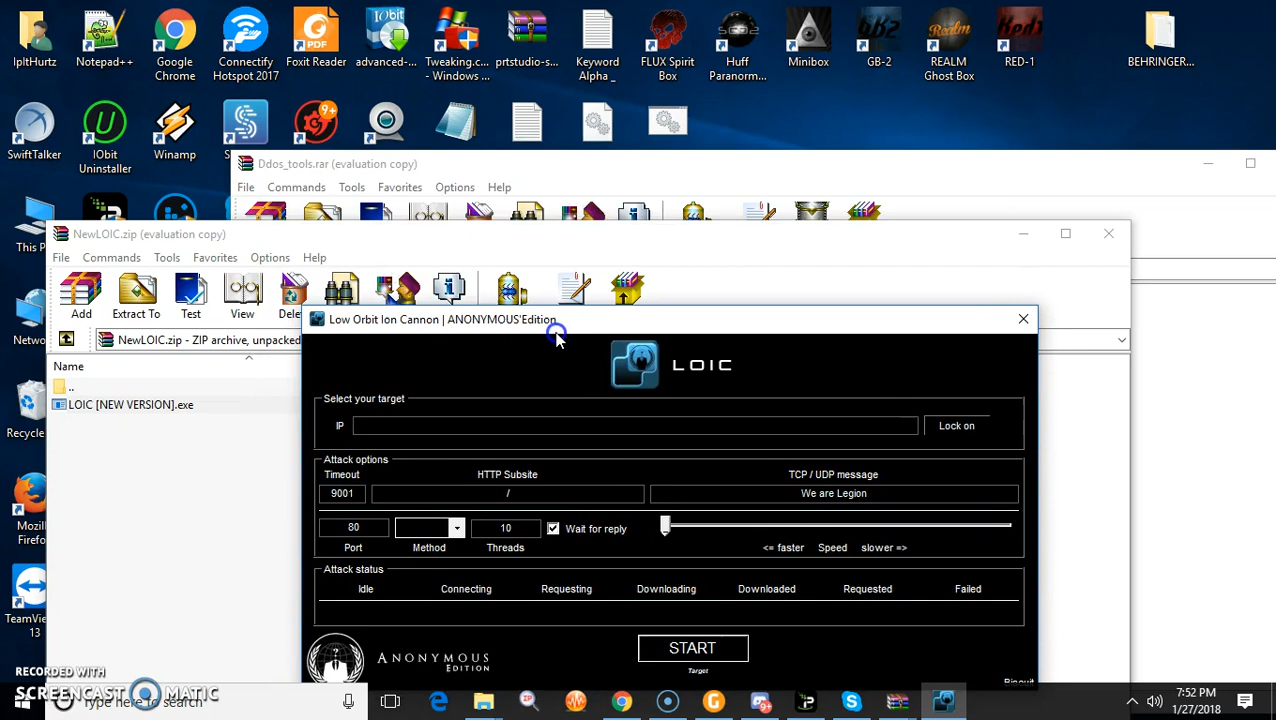 IpItHurtz
Notepad++
Google
Chrome
Connectify
Hotspot 2017
Foxit Reader
advanced-...
Tweaking.c...
- Windows ...
prtstudio-s...
Keyword
Alpha _
FLUX Spirit
Box
Huff
Paranorm...
Minibox
GB-2
REALM
Ghost Box
RED-1
BEHRINGER...
SwiftTalker
IObit
Uninstaller
Winamp
Ddos_tools.rar (evaluation copy)
File Commands Tools Favorites Options Help
This P
NewLOIC.zip (evaluation copy)
File Commands Tools Favorites Options Help
Add Extract To Test View Dele
Netwo
NewLOIC.zip - ZIP archive, unpacked
Name
..
LOIC [NEW VERSION].exe
Recycle
Mozil
Firefo
TeamVie
13
Low Orbit Ion Cannon | ANONYMOUS'Edition
LOIC
Select your target
IP
Lock on
Attack options
Timeout HTTP Subsite TCP / UDP message
9001 / We are Legion
80 10 Wait for reply
Port Method Threads <= faster Speed slower =>
Attack status
Idle Connecting Requesting Downloading Downloaded Requested Failed
ANONYMOUS
EDITION
START
Target
RECORDED WITH
SCREENCAST MATIC
Type here to search
7:52 PM
1/27/2018